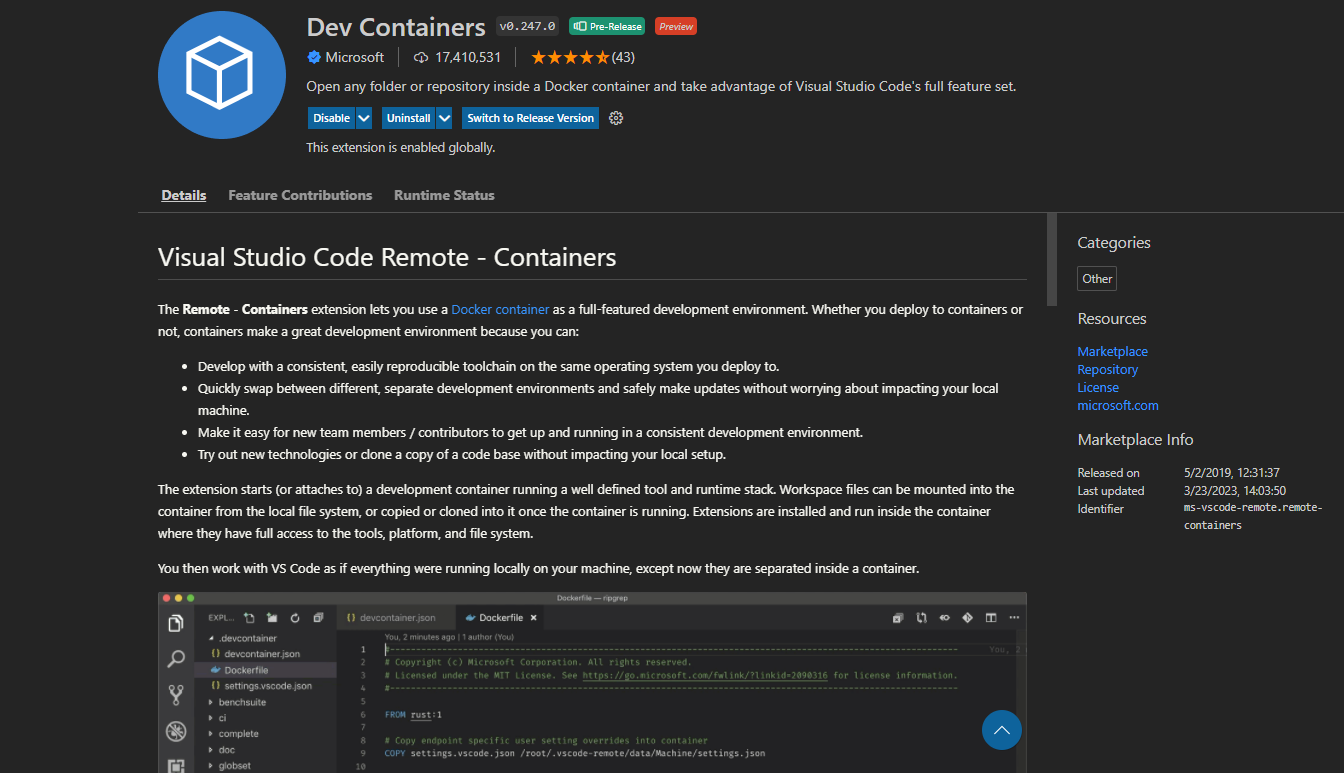 Dev Containers v0.247.0 Pre-Release Preview
Microsoft 17,410,531 (43)
Open any folder or repository inside a Docker container and take advantage of Visual Studio Code's full feature set.
Disable Uninstall Switch to Release Version
This extension is enabled globally.
Details Feature Contributions Runtime Status
Visual Studio Code Remote - Containers
The Remote - Containers extension lets you use a Docker container as a full-featured development environment. Whether you deploy to containers or
not, containers make a great development environment because you can:
• Develop with a consistent, easily reproducible toolchain on the same operating system you deploy to.
• Quickly swap between different, separate development environments and safely make updates without worrying about impacting your local
machine.
• Make it easy for new team members / contributors to get up and running in a consistent development environment.
• Try out new technologies or clone a copy of a code base without impacting your local setup.
The extension starts (or attaches to) a development container running a well defined tool and runtime stack. Workspace files can be mounted into the
container from the local file system, or copied or cloned into it once the container is running. Extensions are installed and run inside the container
where they have full access to the tools, platform, and file system.
You then work with VS Code as if everything were running locally on your machine, except now they are separated inside a container.
Dockerfile — ripgrep
EXPL...
.devcontainer
devcontainer.json
Dockerfile
settings.vscode.json
benchsuite
ci
complete
doc
globset
devcontainer.json Dockerfile
You, 2 minutes ago | 1 author (You)
1 #-------------------------------------------------------------------------------------------------------------- You, 2
2 # Copyright (c) Microsoft Corporation. All rights reserved.
3 # Licensed under the MIT License. See https://go.microsoft.com/fwlink/?linkid=2090316 for license information.
4 #--------------------------------------------------------------------------------------------------------------
5
6 FROM rust:1
7
8 # Copy endpoint specific user setting overrides into container
9 COPY settings.vscode.json /root/.vscode-remote/data/Machine/settings.json
10
Categories
Other
Resources
Marketplace
Repository
License
microsoft.com
Marketplace Info
Released on 5/2/2019, 12:31:37
Last updated 3/23/2023, 14:03:50
Identifier ms-vscode-remote.remote-
containers